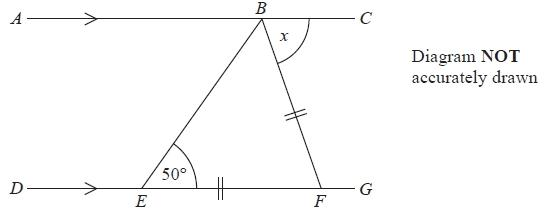 A B C
x
Diagram NOT
accurately drawn
50°
D E F G